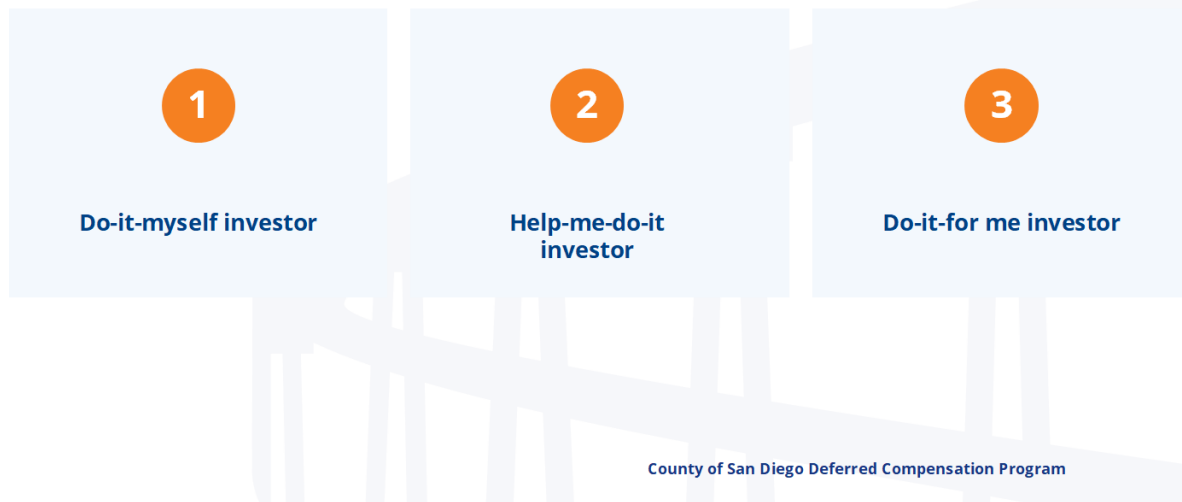 1
Do-it-myself investor
2
Help-me-do-it
investor
3
Do-it-for me investor
County of San Diego Deferred Compensation Program